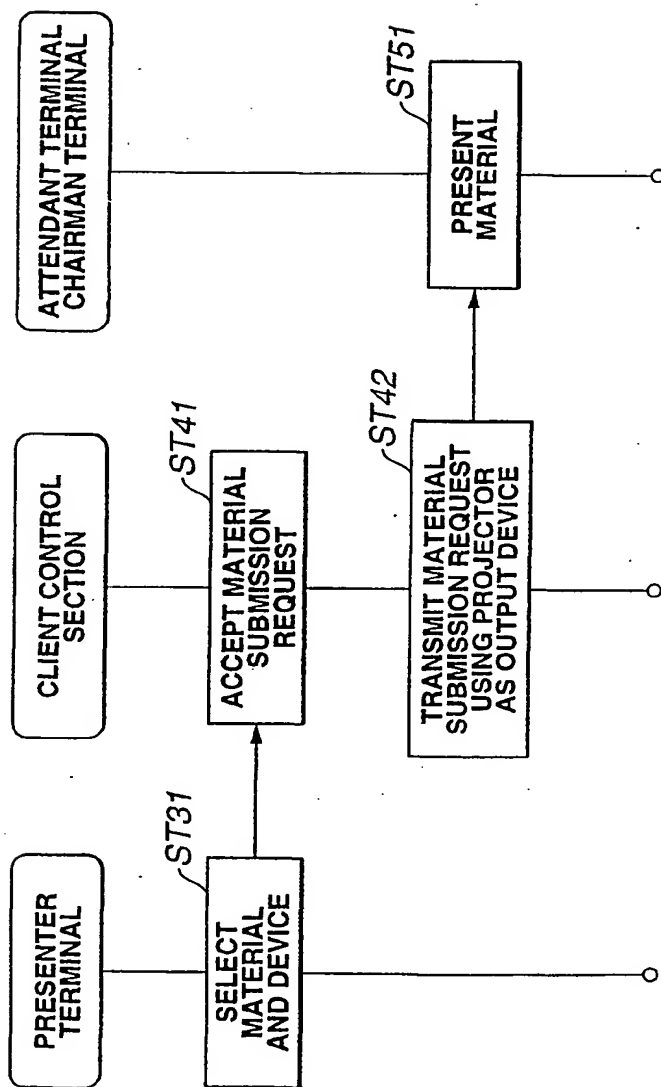 PRESENTER
TERMINAL
CLIENT CONTROL
SECTION
ATTENDANT TERMINAL
CHAIRMAN TERMINAL
ST31
SELECT
MATERIAL
AND DEVICE
ST41
ACCEPT MATERIAL
SUBMISSION
REQUEST
ST42
TRANSMIT MATERIAL
SUBMISSION REQUEST
USING PROJECTOR
AS OUTPUT DEVICE
ST51
PRESENT
MATERIAL